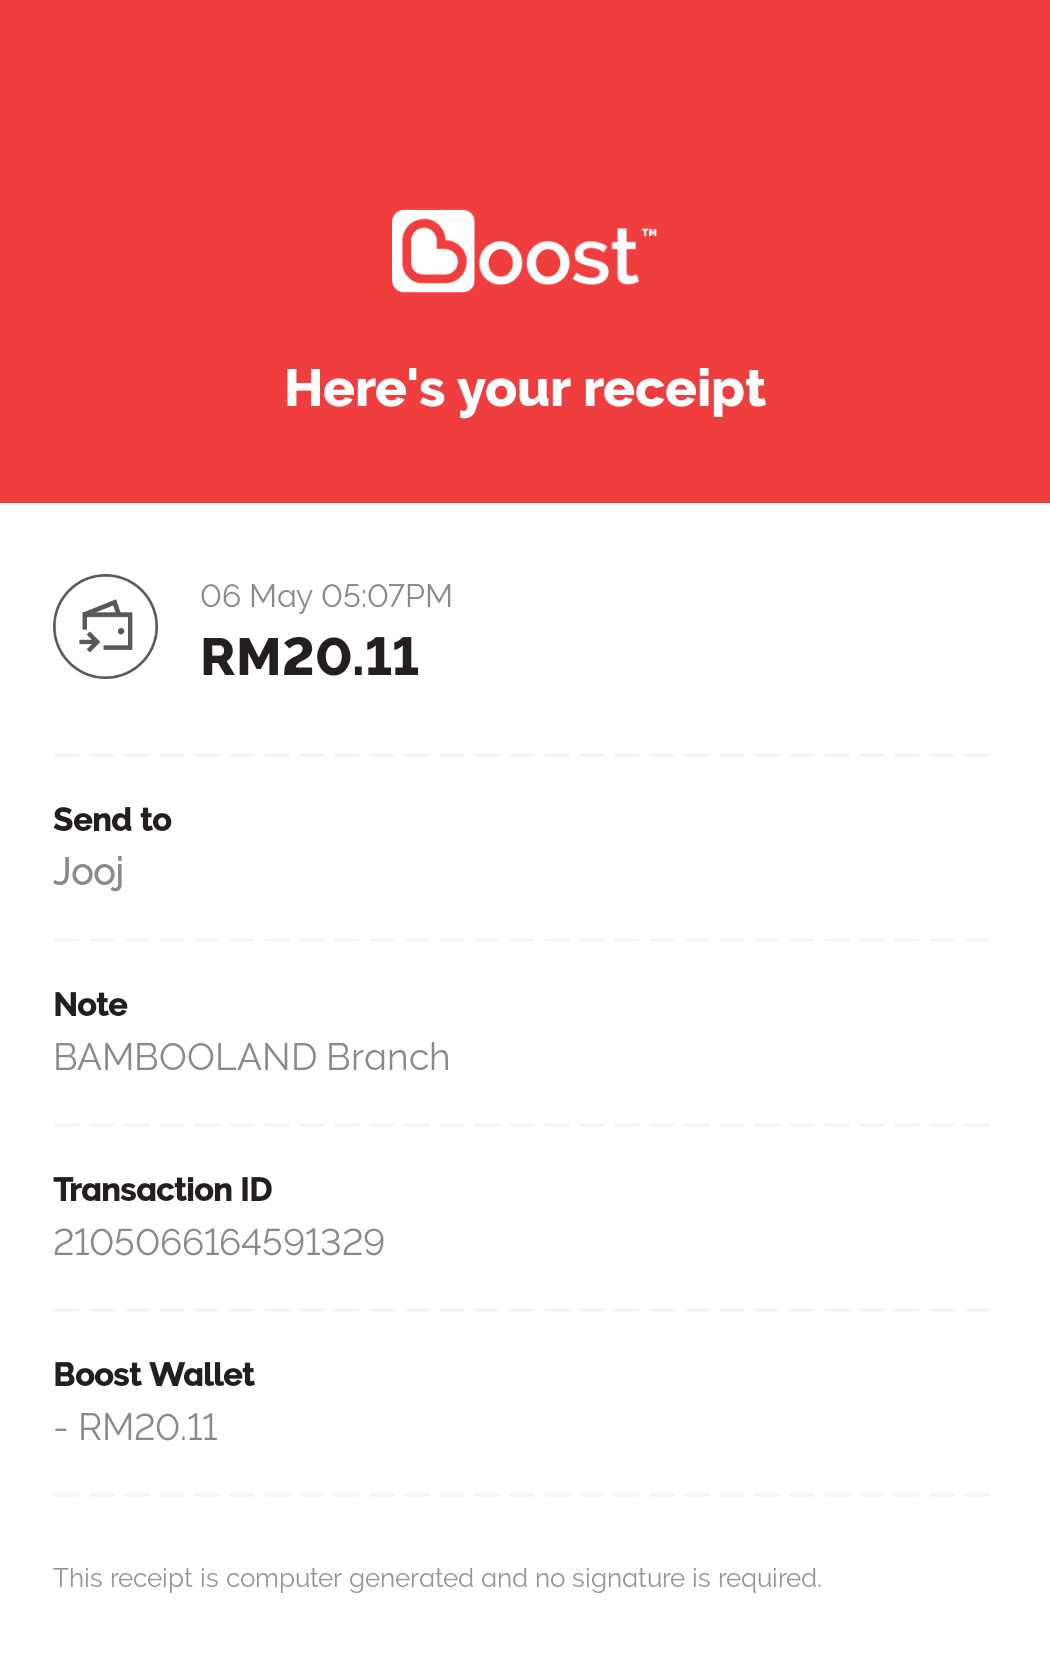 Boost™
Here's your receipt
06 May 05:07PM
RM20.11
Send to
Jooj
Note
BAMBOOLAND Branch
Transaction ID
2105066164591329
Boost Wallet
- RM20.11
This receipt is computer generated and no signature is required.